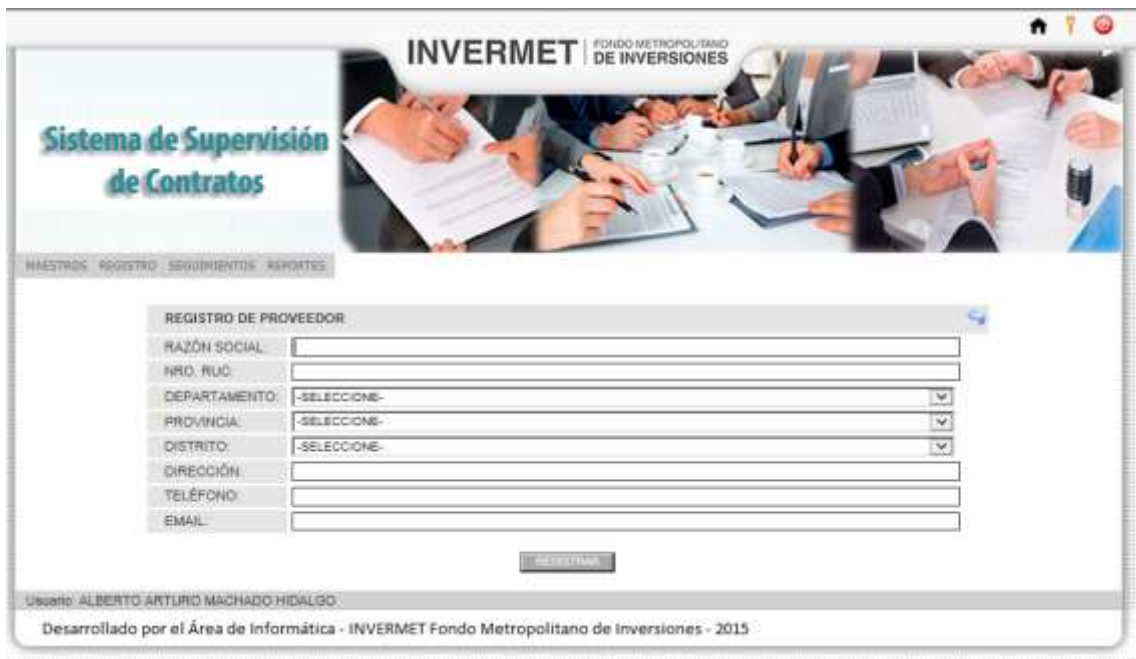 INVERMET FONDO METROPOLITANO
DE INVERSIONES
Sistema de Supervisión
de Contratos
MAESTROS REGISTRO SEGUIMIENTOS REPORTES
REGISTRO DE PROVEEDOR
RAZÓN SOCIAL:
NRO. RUC:
DEPARTAMENTO: -SELECCIONE-
PROVINCIA: -SELECCIONE-
DISTRITO: -SELECCIONE-
DIRECCIÓN:
TELÉFONO:
EMAIL:
REGISTRAR
Usuario: ALBERTO ARTURO MACHADO HIDALGO
Desarrollado por el Área de Informática - INVERMET Fondo Metropolitano de Inversiones - 2015